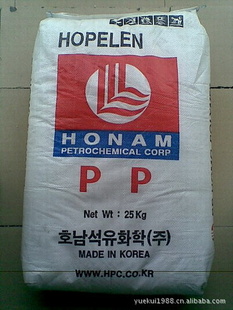 HOPELEN
HONAM
PETROCHEMICAL CORP
P P
Net Wt : 25Kg
호남석유화학(주)
MADE IN KOREA
WWW.HPC.CO.KR
yuekui1988.cn.alibaba.com